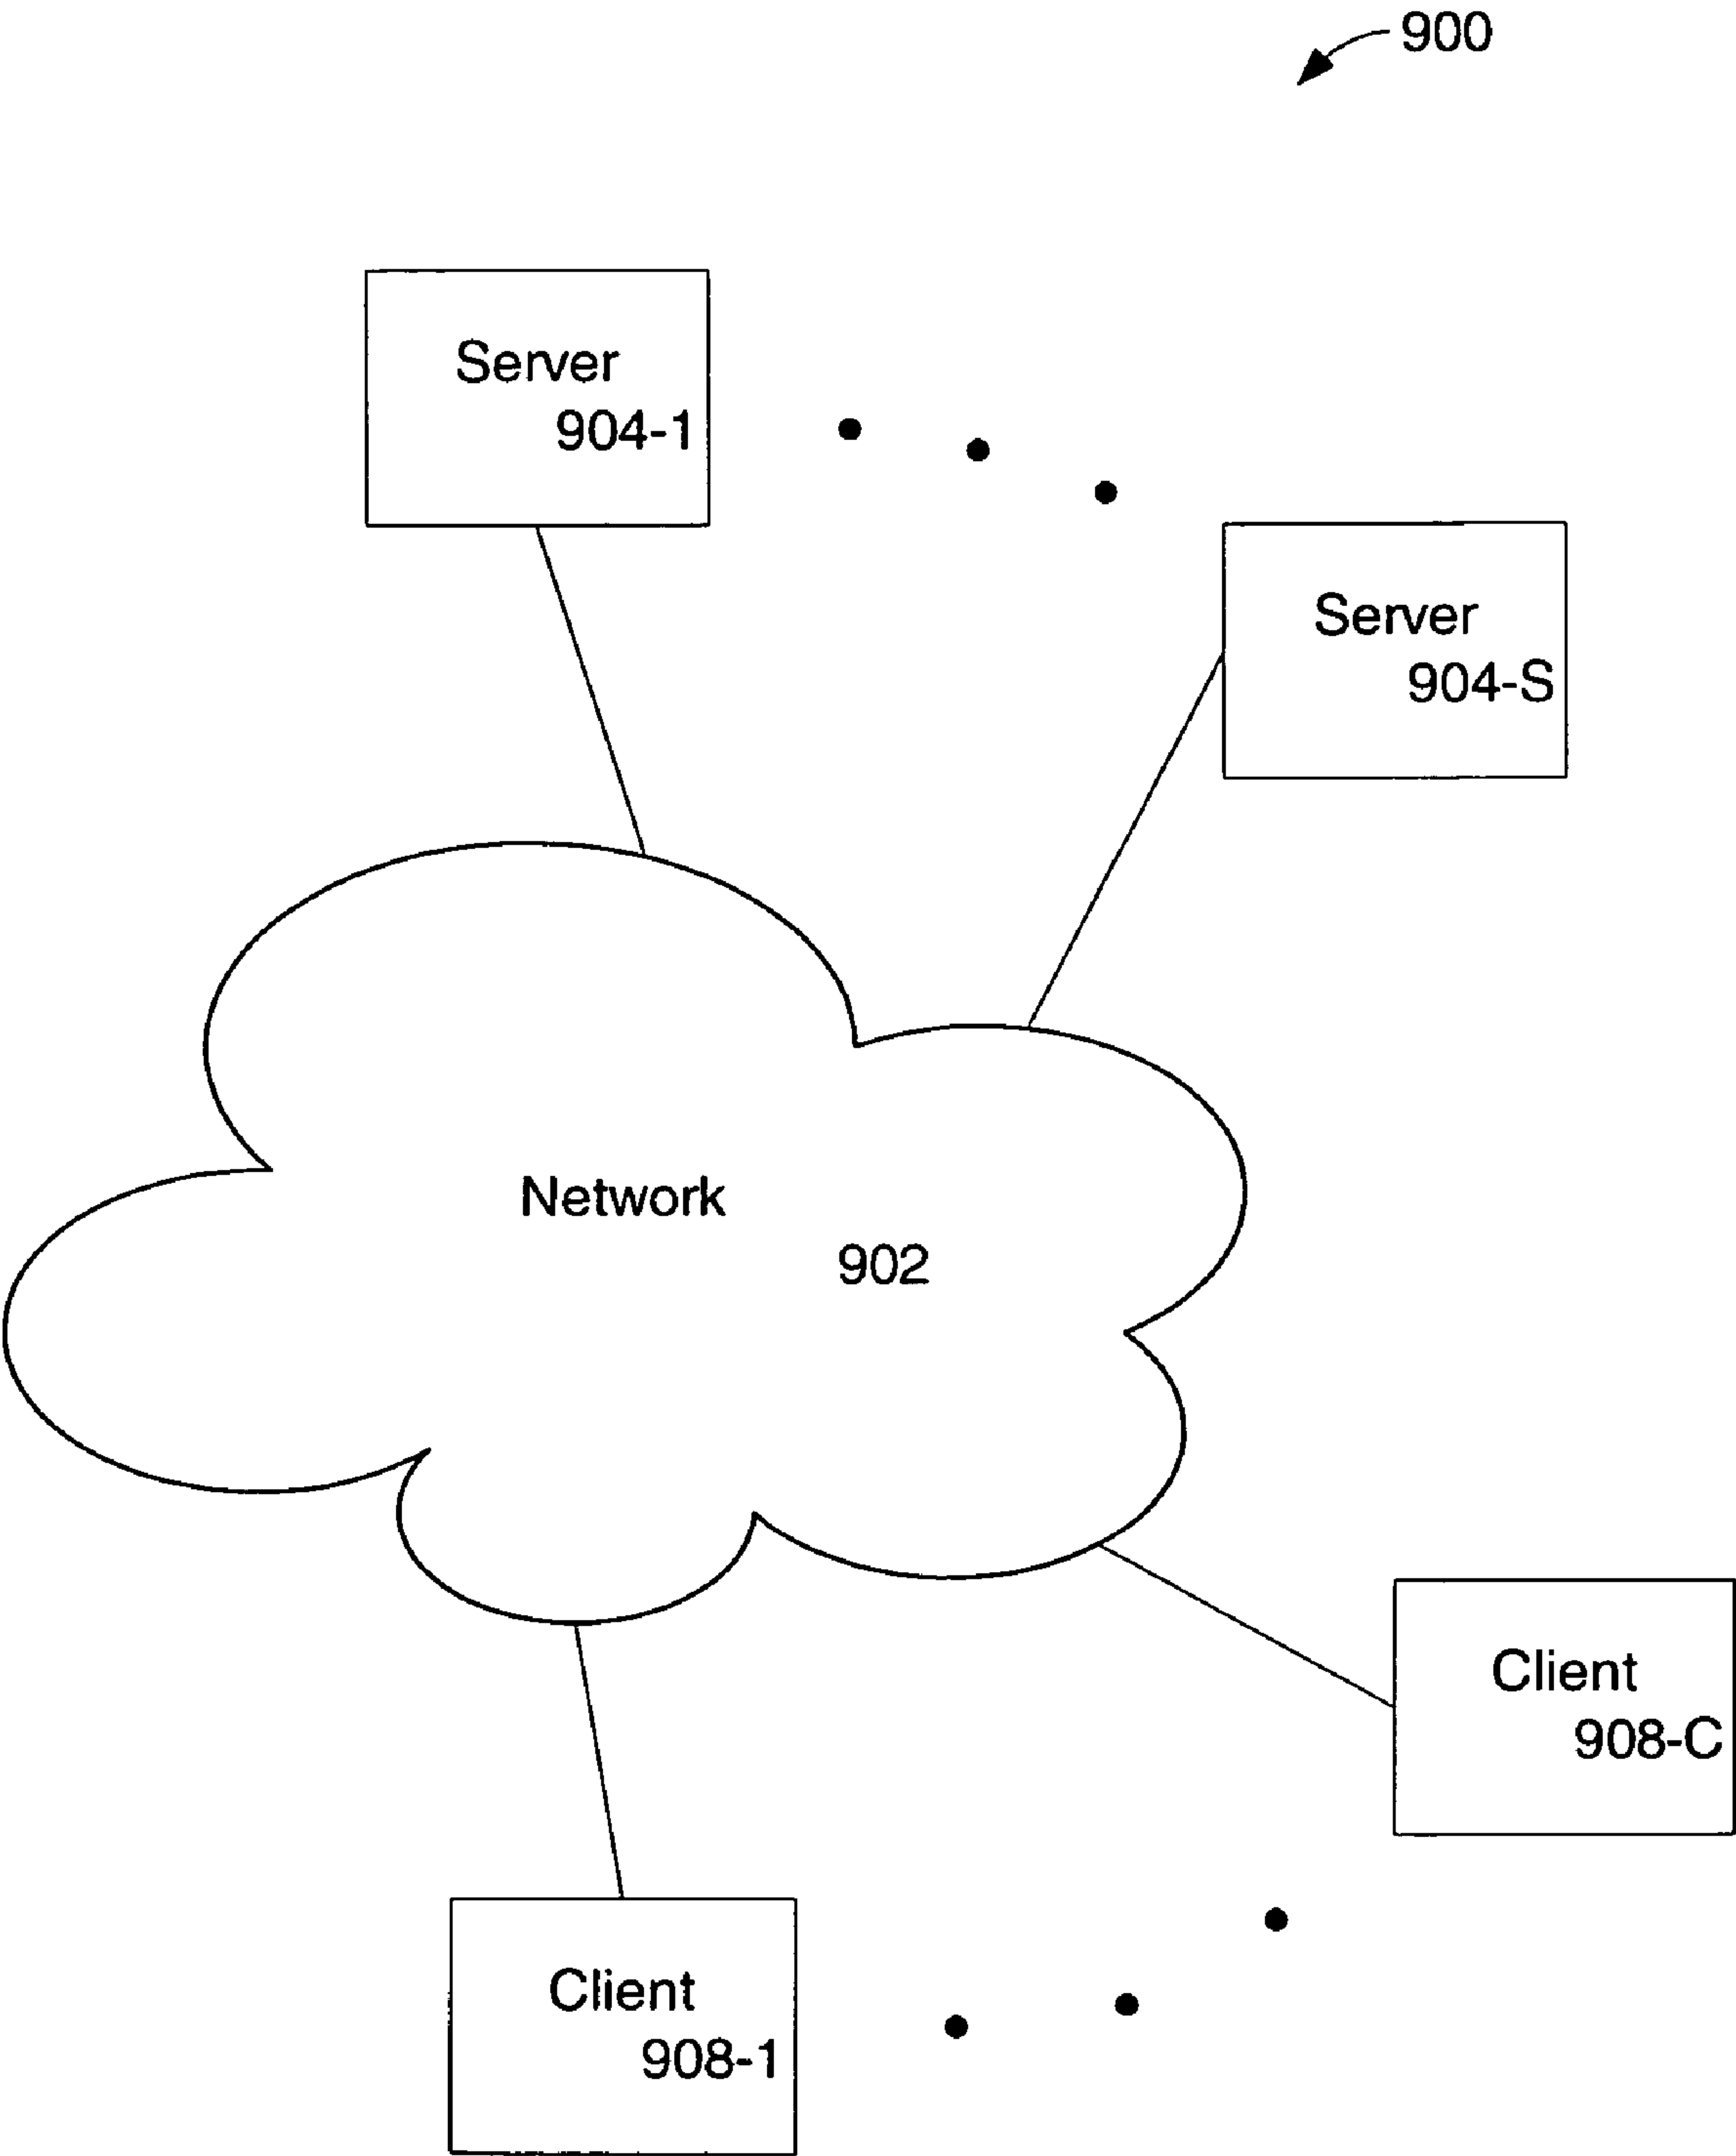 900
Server
904-1
Server
904-S
Network
902
Client
908-C
Client
908-1